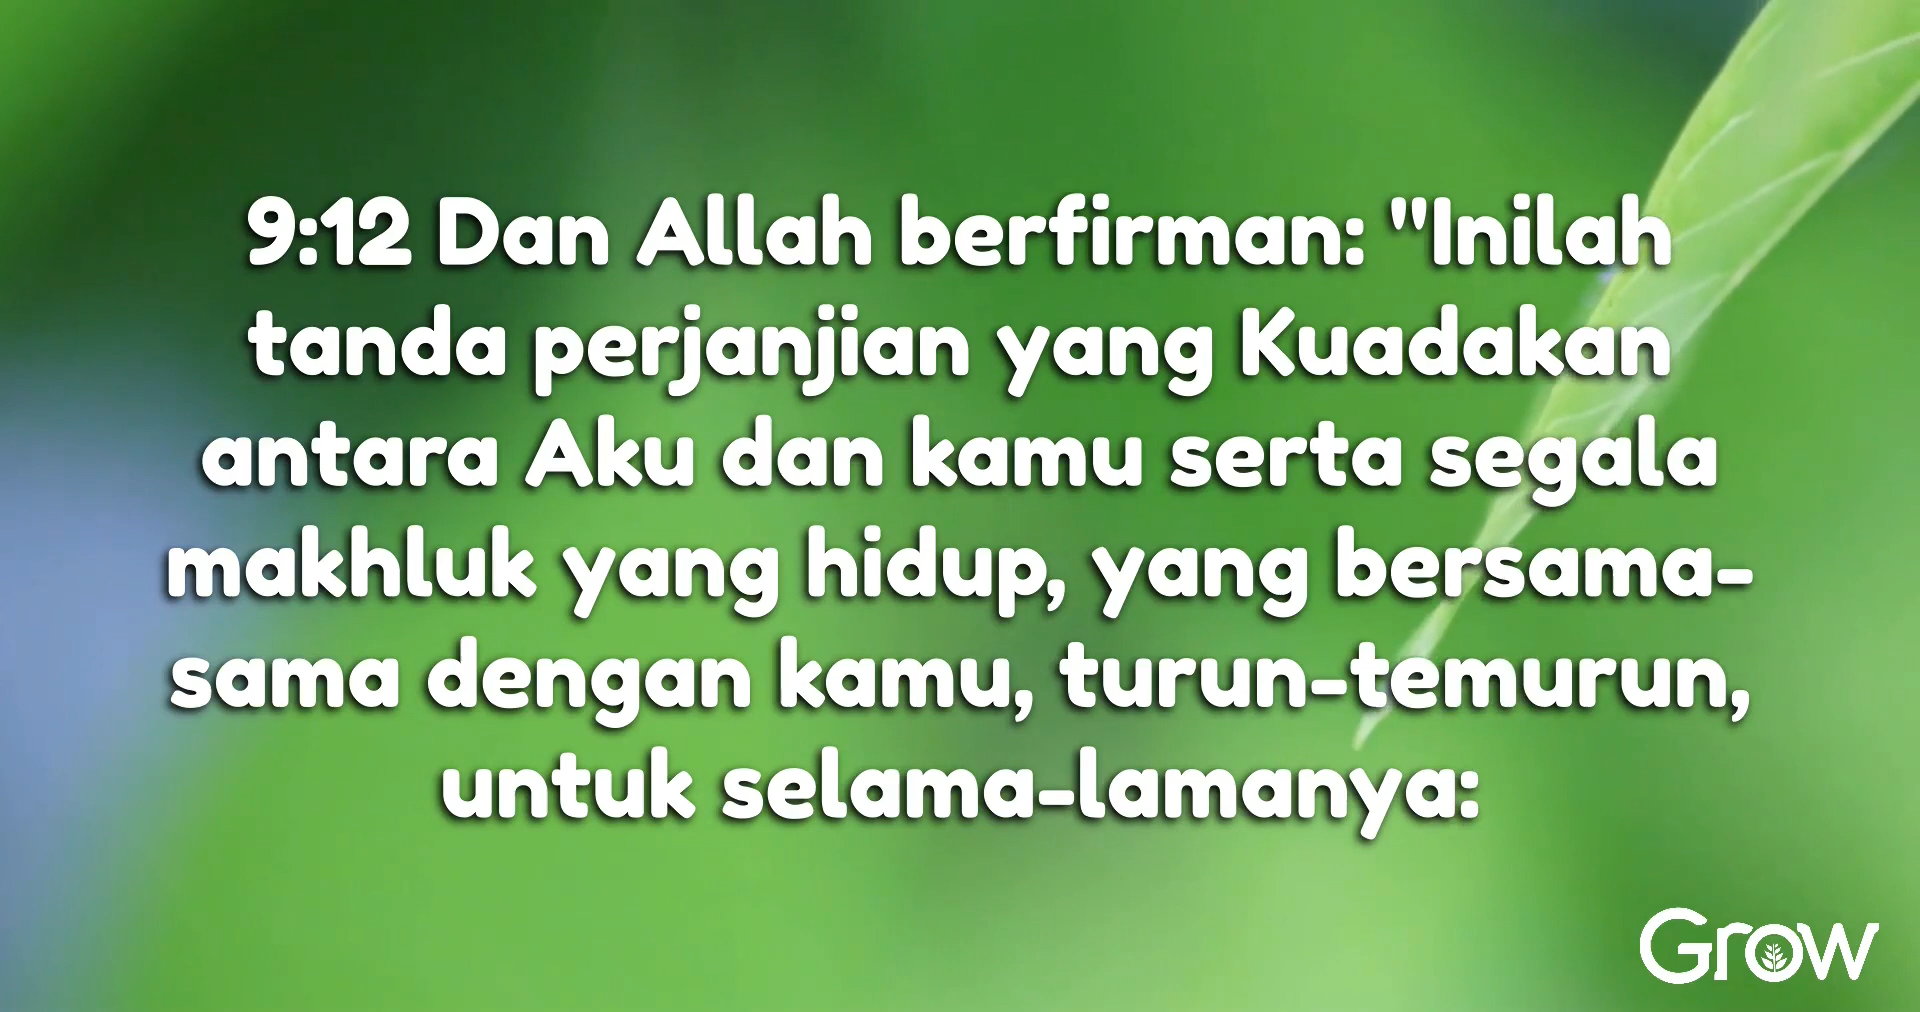 9:12 Dan Allah berfirman: "Inilah
tanda perjanjian yang Kuadakan
antara Aku dan kamu serta segala
makhluk yang hidup, yang bersama-
sama dengan kamu, turun-temurun,
untuk selama-lamanya:
Grow